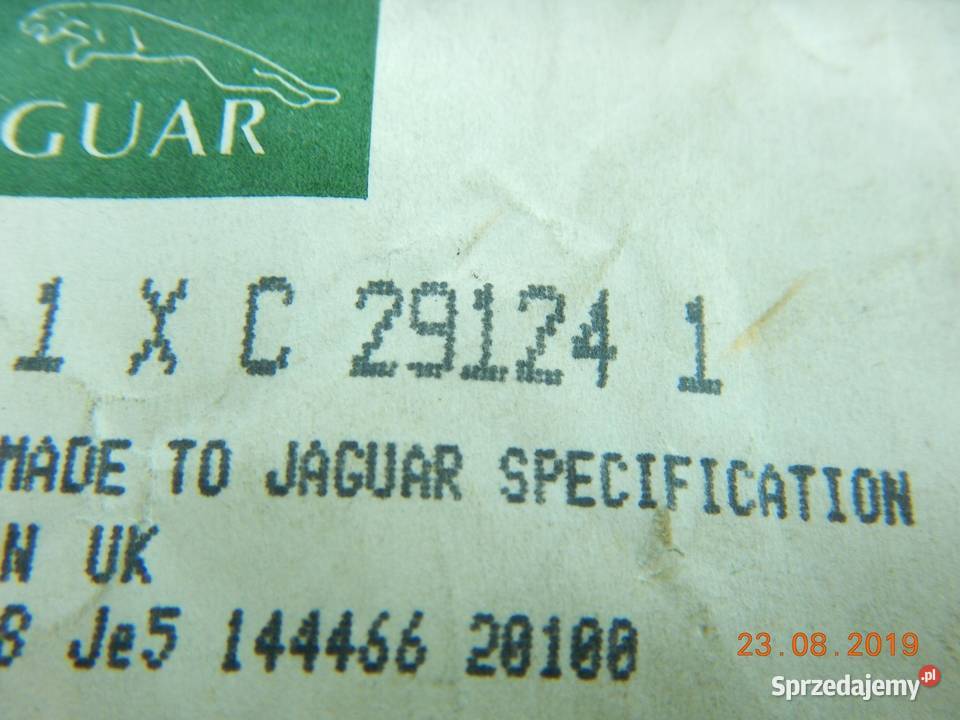 GUAR
1 X C 29124 1
MADE TO JAGUAR SPECIFICATION
N UK
8 Je5 144466 20100
23.08.2019
Sprzedajemy.pl